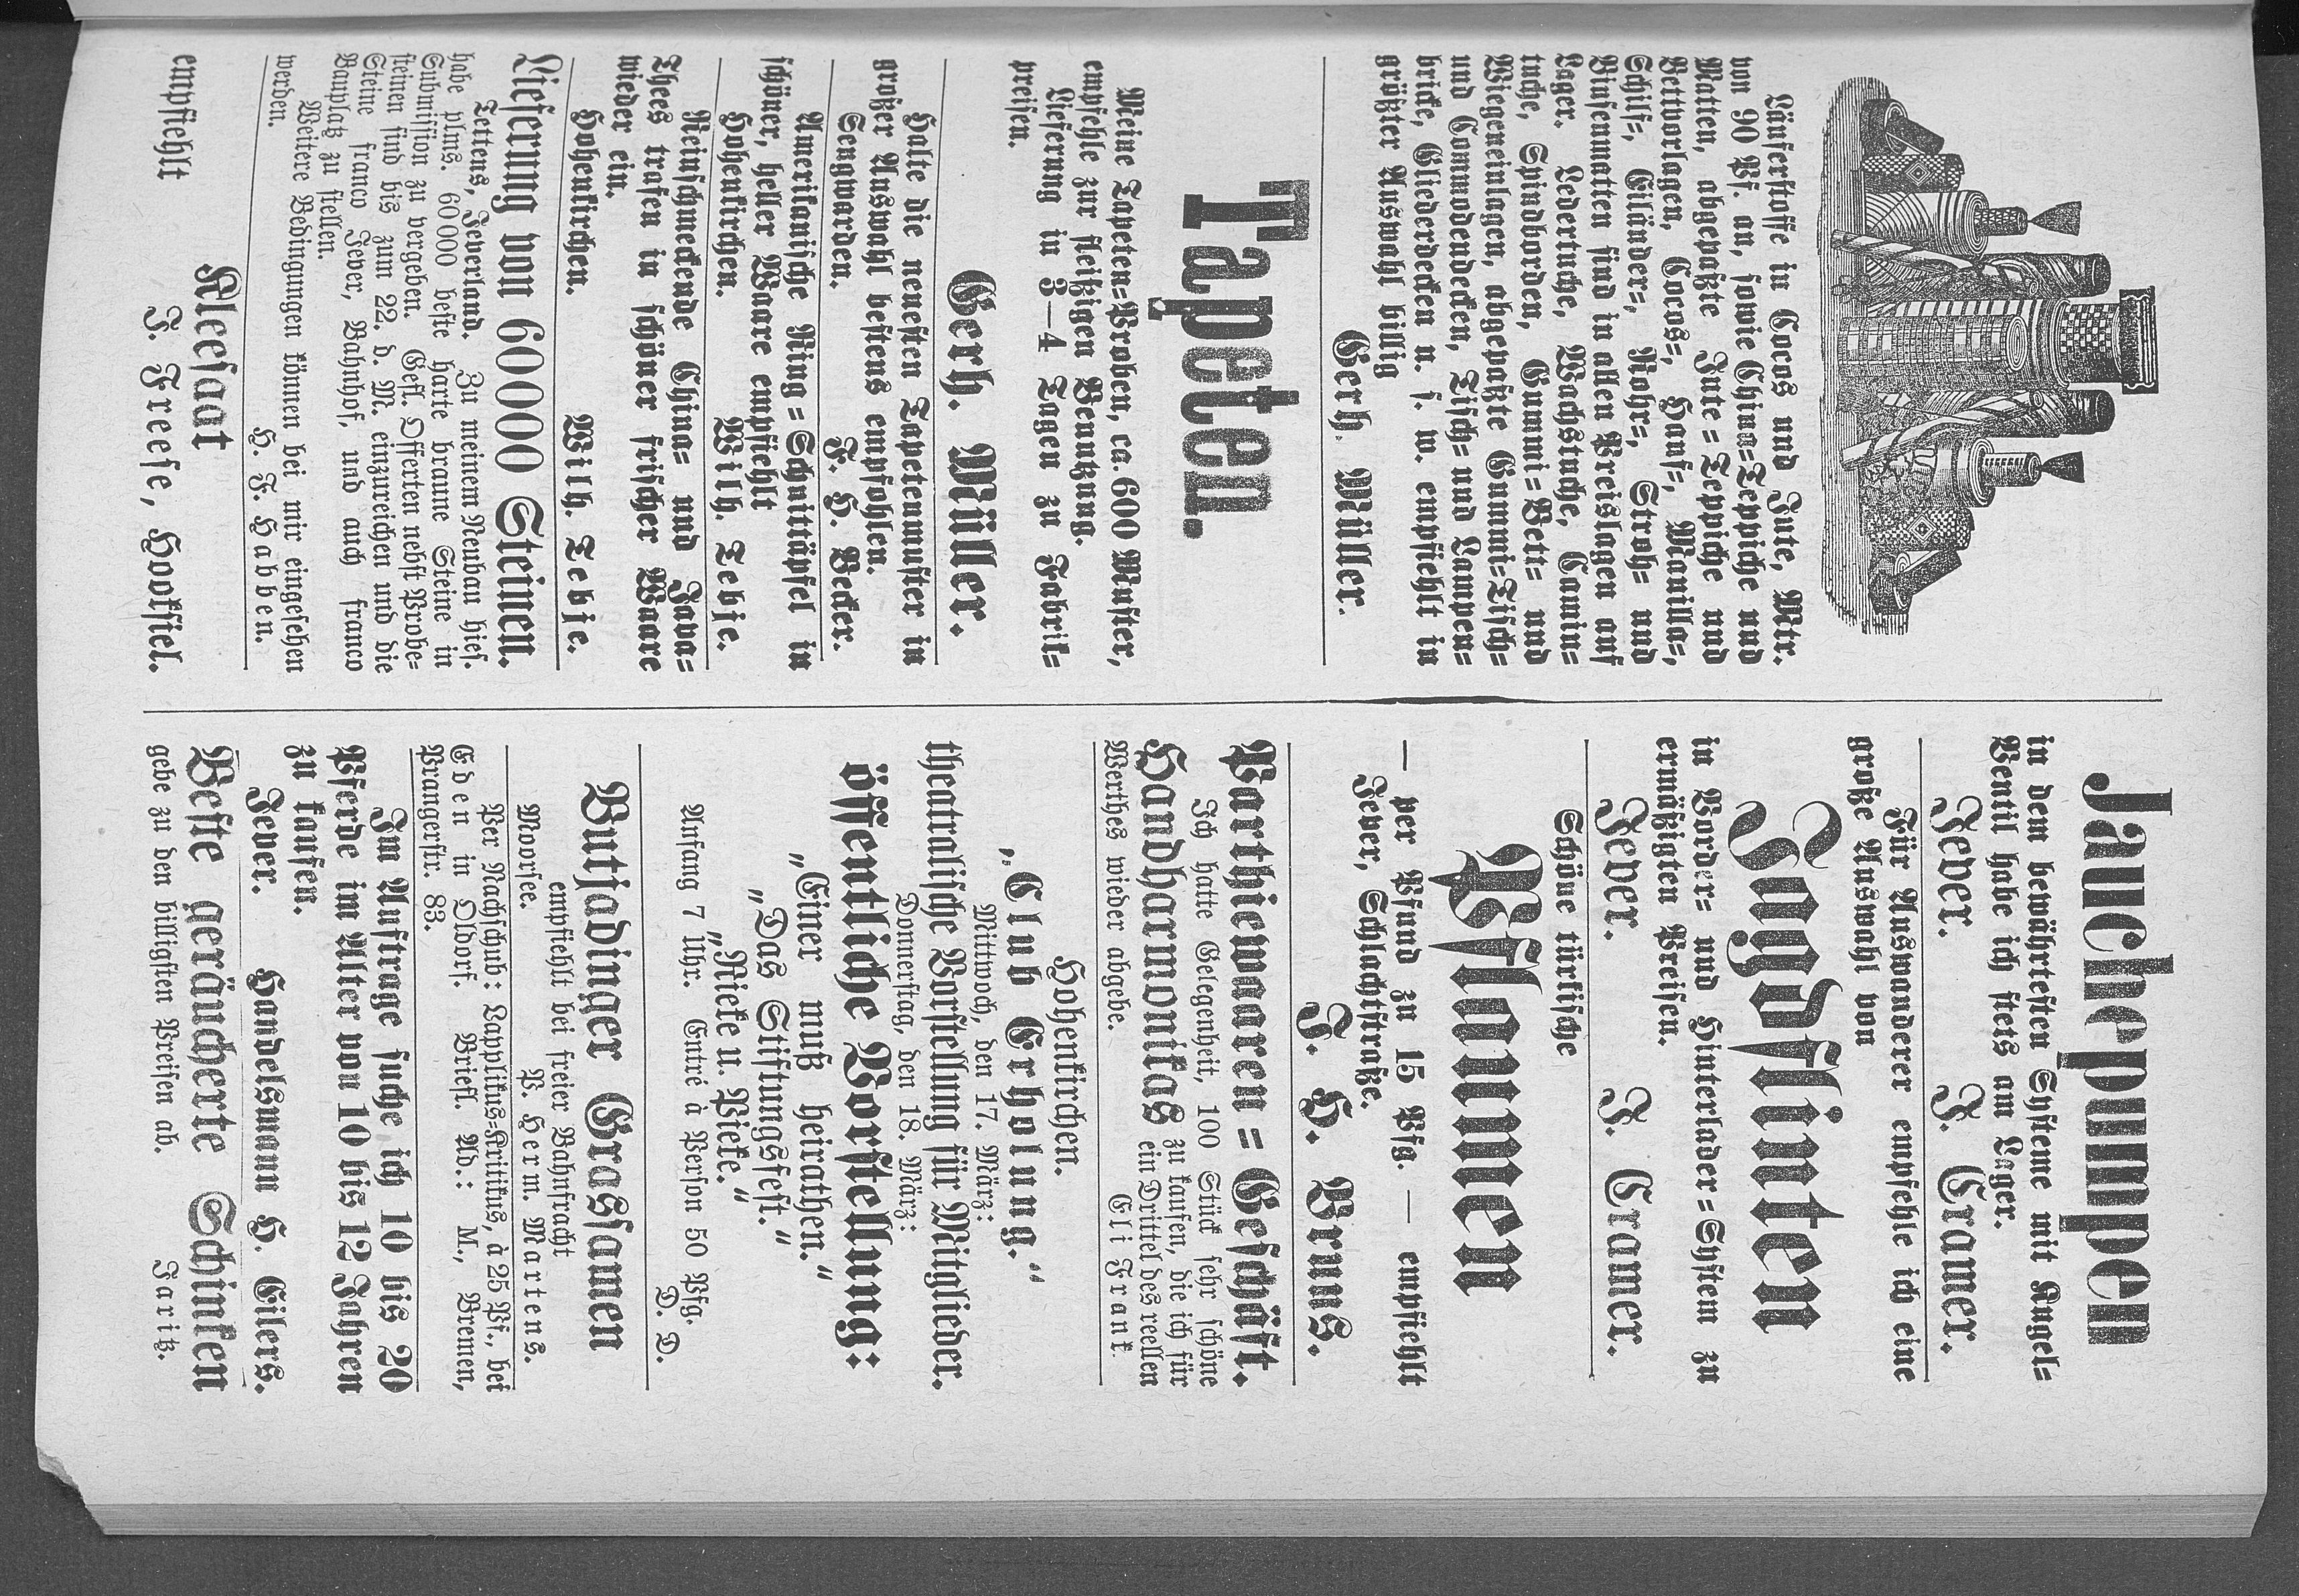 Läuferstoffe in Cocos und Jute, Mtr.
von 90 Pf. an, sowie China-Teppiche und
Matten, abgepaßte Jute-Teppiche und
Bettvorlagen, Cocos-, Hanf-, Manilla-,
Schilf-, Eiländer-, Rohr-, Stroh- und
Binsenmatten sind in allen Preislagen auf
Lager. Ledertuche, Wachstuche, Camin-
tuche, Spindborden, Gummi-Bett- und
Wiegeneinlagen, abgepaßte Gummi-Tisch-
und Commodendecken, Tisch- und Lampen-
bricke, Gliederdecken u. s. w. empfiehlt in
größter Auswahl billig
Gerh. Müller.
Tapeten.
Meine Tapeten-Proben, ca. 600 Muster,
empfehle zur fleißigen Benutzung.
Lieferung in 3—4 Tagen zu Fabrik-
preisen.
Gerh. Müller.
Halte die neuesten Tapetenmuster in
großer Auswahl bestens empfohlen.
Sengwarden. F. H. Becker.
Amerikanische Ring-Schnittäpfel in
schöner, heller Waare empfiehlt
Hohenkirchen. Wilh. Tebje.
Reinschmeckende China- und Java-
Thees trafen in schöner frischer Waare
wieder ein.
Hohenkirchen. Wilh. Tebje.
Lieferung von 60000 Steinen.
Tettens, Jeverland. Zu meinem Neubau hies.
habe plms. 60000 beste harte braune Steine in
Submission zu vergeben. Gefl. Offerten nebst Probe-
steinen sind bis zum 22. d. M. einzureichen und die
Steine franco Jever, Bahnhof, und auch franco
Bauplatz zu stellen.
Weitere Bedingungen können bei mir eingesehen
werden. H. F. Habben.
Kleesaat
empfiehlt F. Freese, Hooksiel.
Jauchepumpen
in dem bewährtesten Systeme mit Kugel-
Ventil habe ich stets am Lager.
Jever. F. Cramer.
Für Auswanderer empfehle ich eine
große Auswahl von
Jagdflinten
in Vorder- und Hinterlader-System zu
ermäßigten Preisen.
Jever. F. Cramer.
Schöne türkische
Pflaumen
— per Pfund zu 15 Pfg. — empfiehlt
Jever, Schlachtstraße.
F. H. Bruns.
Parthiewaaren-Geschäft.
Ich hatte Gelegenheit, 100 Stück sehr schöne
Handharmonikas zu kaufen, die ich für
ein Drittel des reellen
Werthes wieder abgebe. Eli Frank.
Hohenkirchen.
„Club Erholung.“
Mittwoch, den 17. März:
theatralische Vorstellung für Mitglieder.
Donnerstag, den 18. März:
öffentliche Vorstellung:
„Einer muß heirathen.“
„Das Stiftungsfest.“
„Rieke u. Pieke.“
Anfang 7 Uhr. Entré à Person 50 Pfg.
D. D.
Butjadinger Grassamen
empfiehlt bei freier Bahnfracht
Moorsee. P. Herm. Martens.
Per Nachschub: Lapplikus-Kritikus, à 25 Pf., bei
Eden in Oldorf. Briefl. Ad.: M., Bremen,
Prangerstr. 83.
Im Auftrage suche ich 10 bis 20
Pferde im Alter von 10 bis 12 Jahren
zu kaufen.
Jever. Handelsmann H. Eilers.
Beste geräucherte Schinken
gebe zu den billigsten Preisen ab. Jaritz.